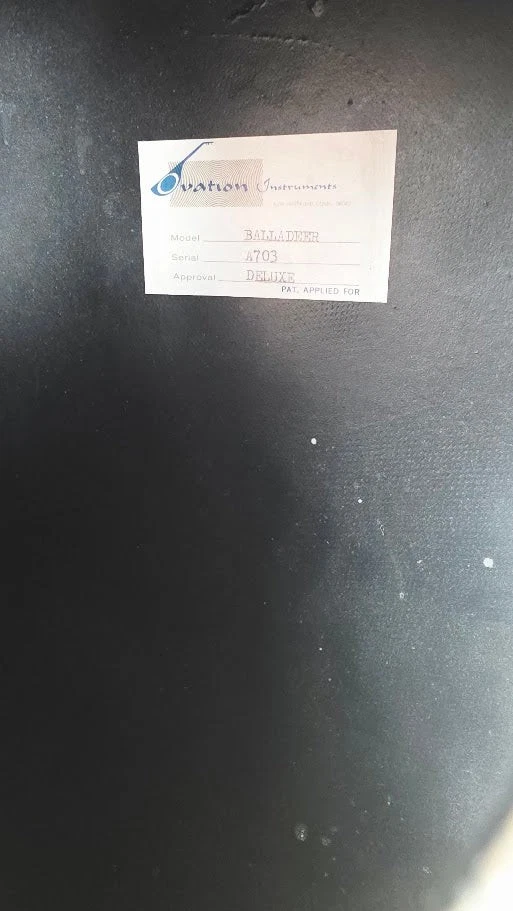 Ovation Instruments
Model BALLADEER
Serial A703
Approval DELUXE
PAT. APPLIED FOR